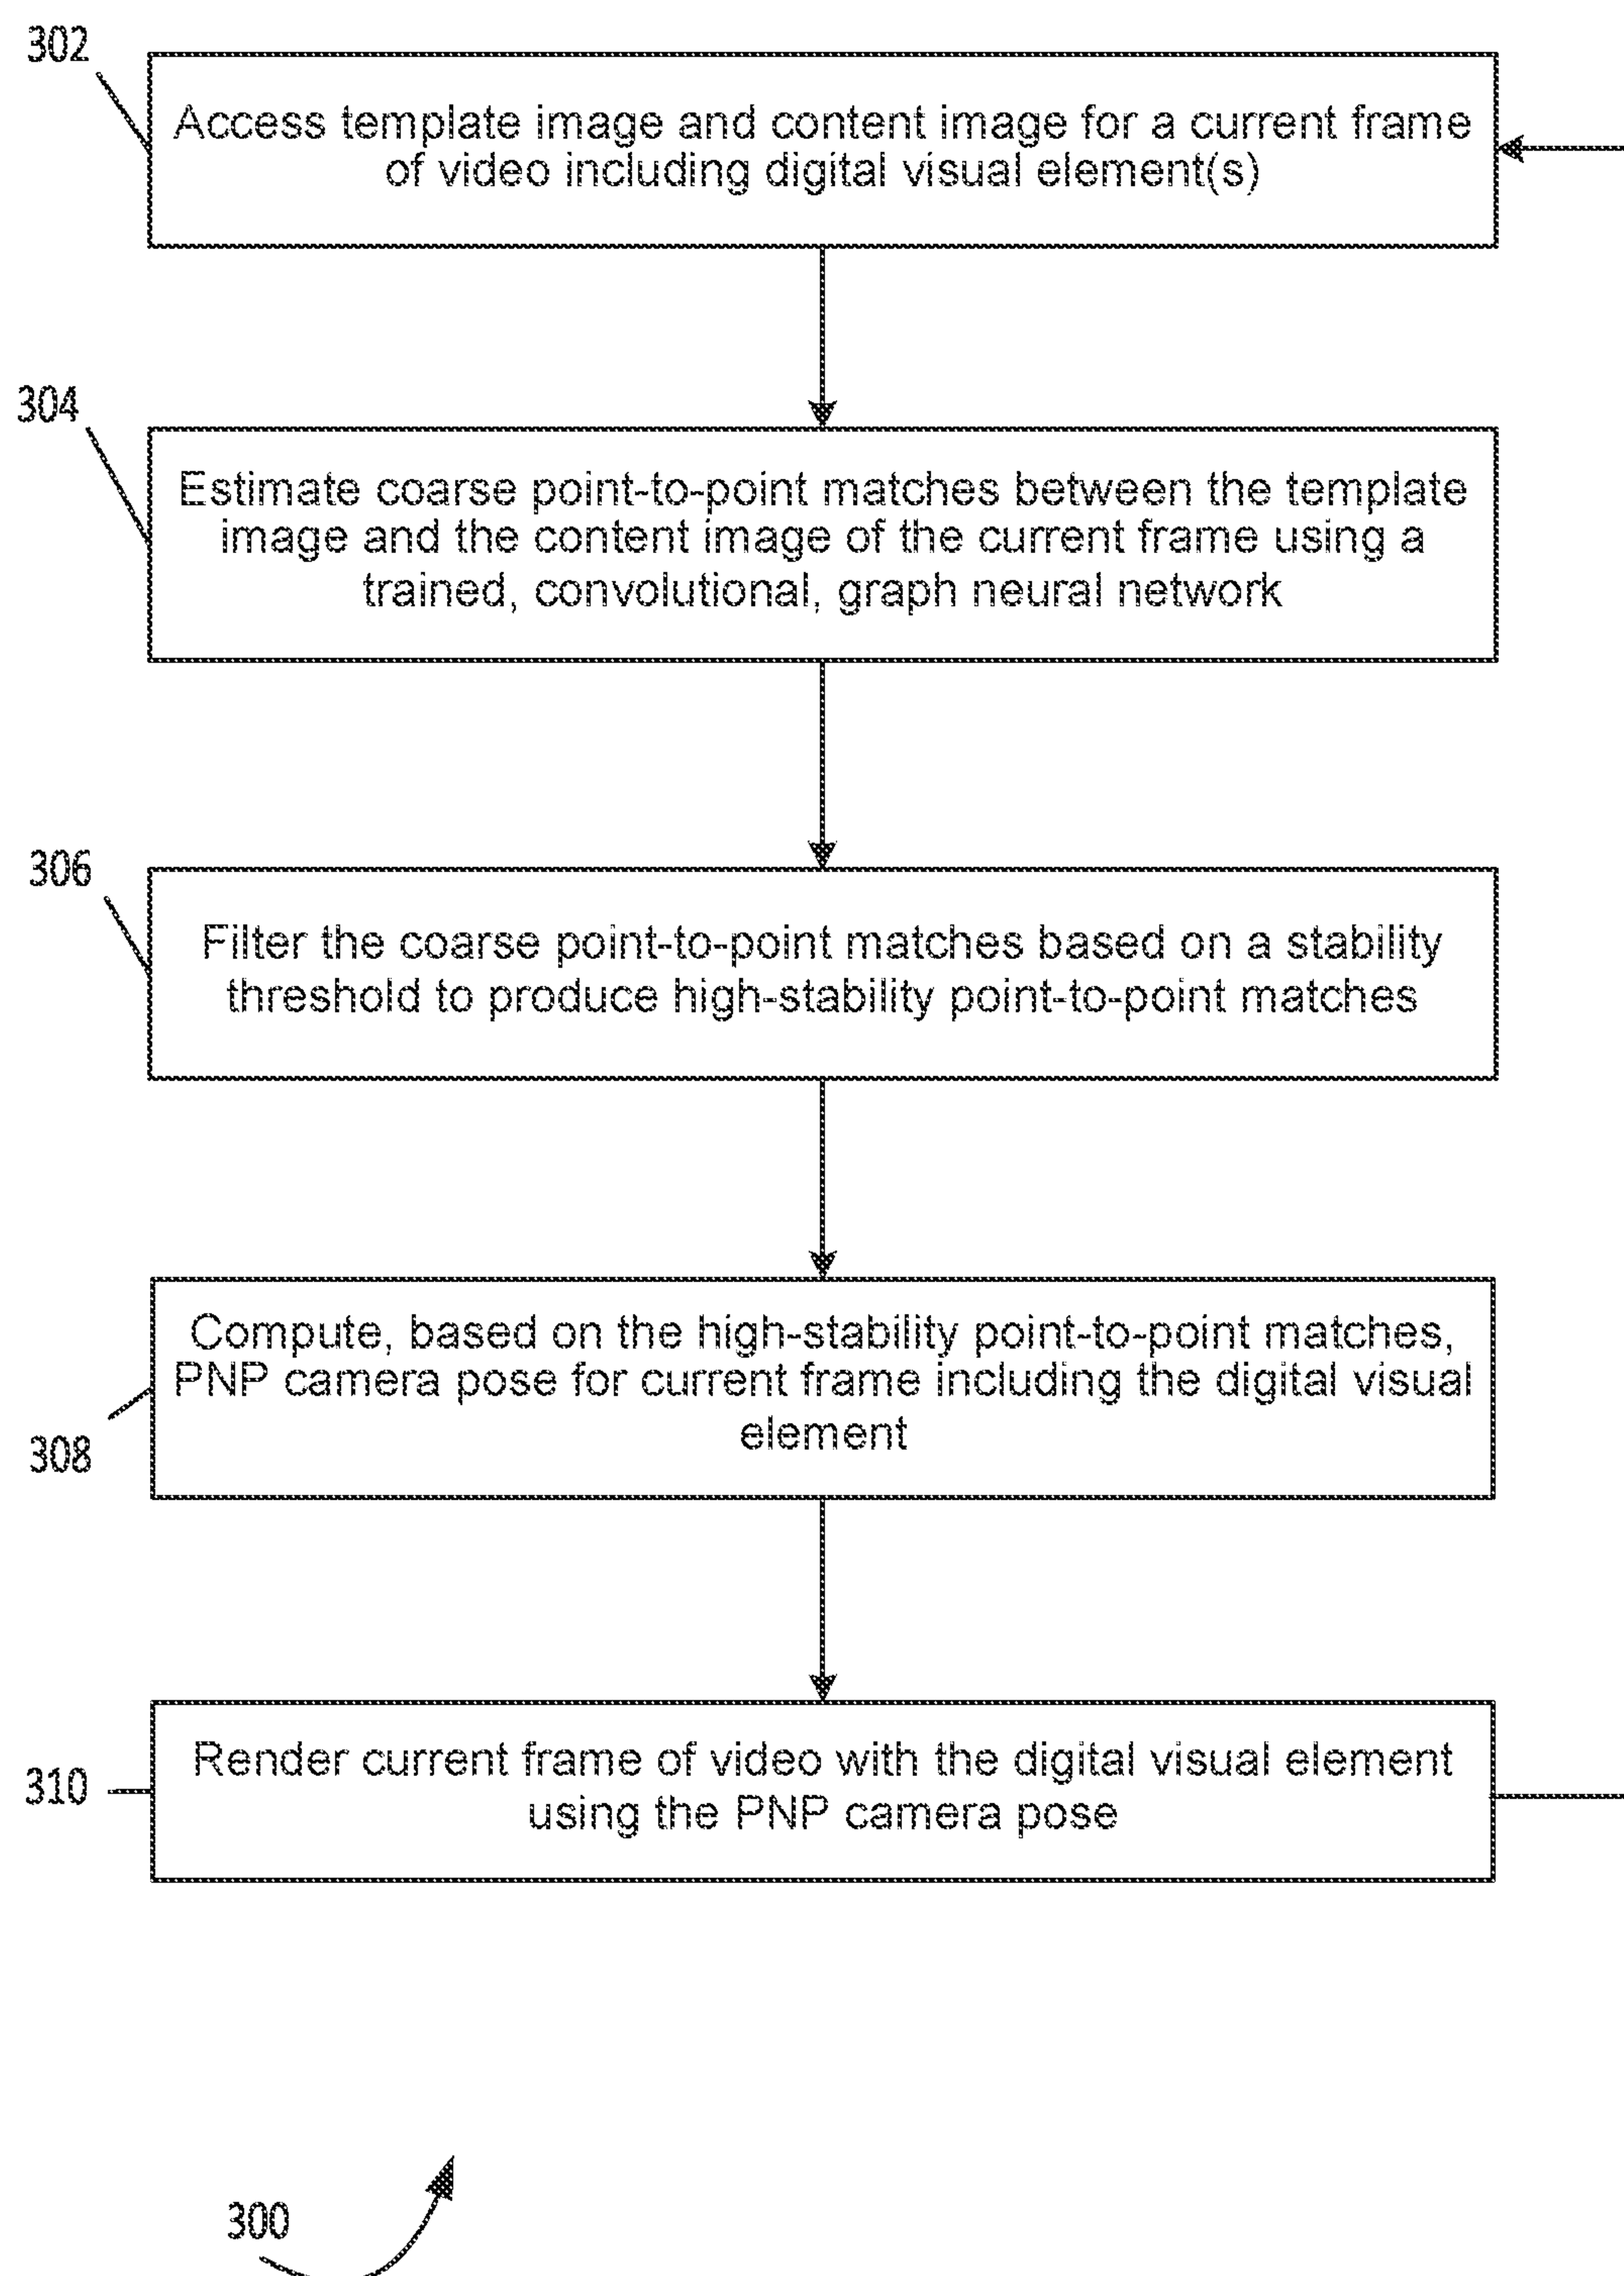 302
Access template image and content image for a current frame
of video including digital visual element(s)
304
Estimate coarse point-to-point matches between the template
image and the content image of the current frame using a
trained, convolutional, graph neural network
306
Filter the coarse point-to-point matches based on a stability
threshold to produce high-stability point-to-point matches
Compute, based on the high-stability point-to-point matches,
PNP camera pose for current frame including the digital visual
element
308
Render current frame of video with the digital visual element
310
using the PNP camera pose
300